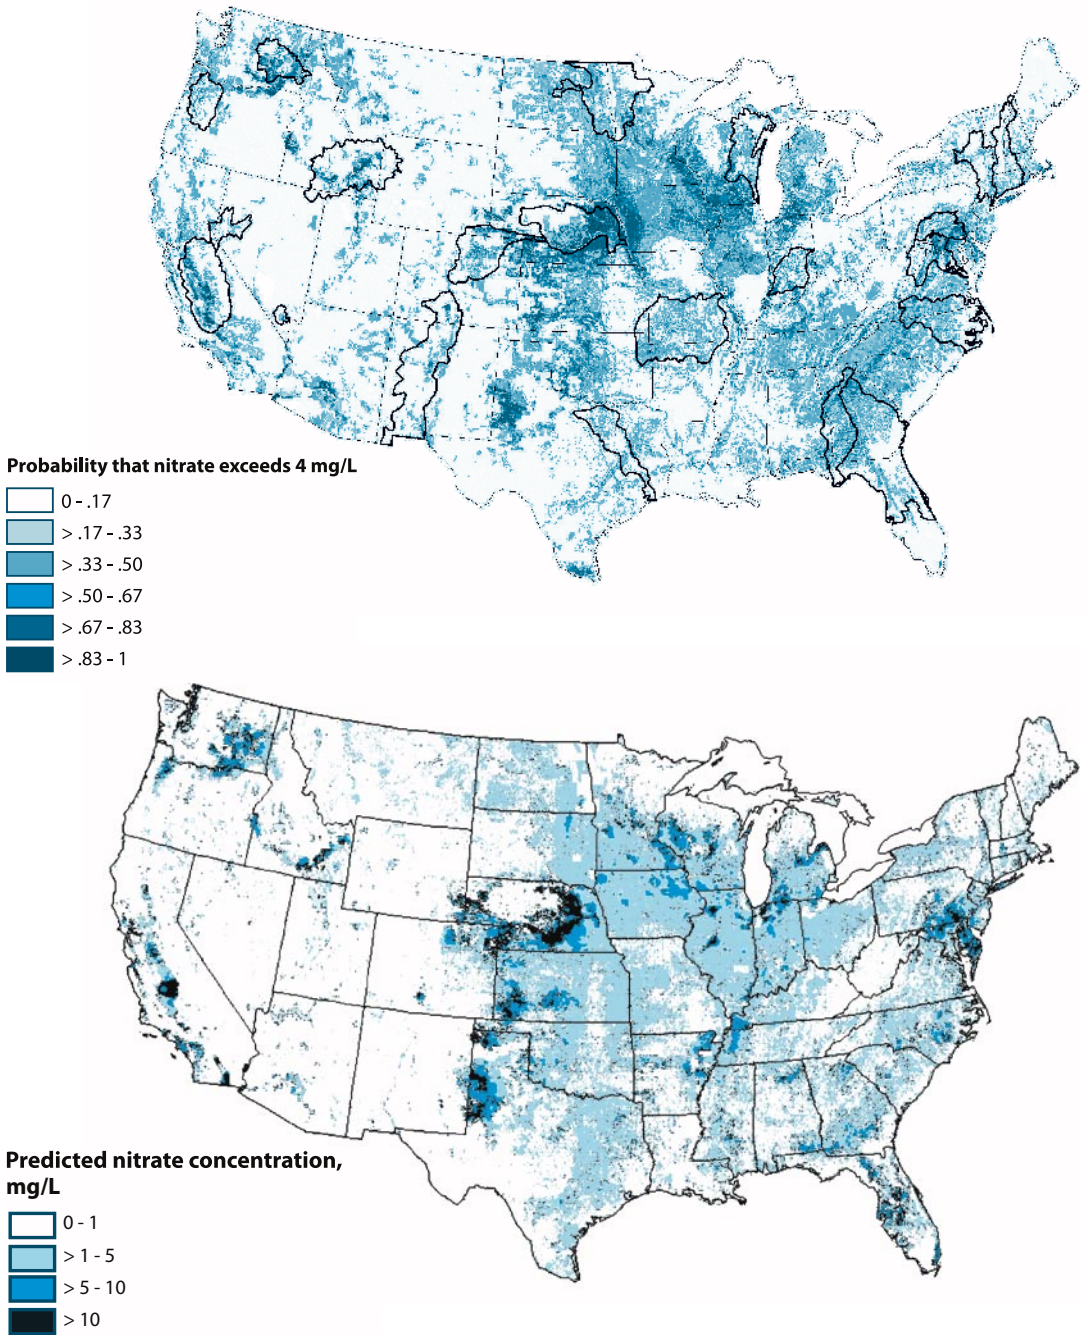 Probability that nitrate exceeds 4 mg/L
0 - .17
> .17 - .33
> .33 - .50
> .50 - .67
> .67 - .83
> .83 - 1
Predicted nitrate concentration,
mg/L
0 - 1
> 1 - 5
> 5 - 10
> 10